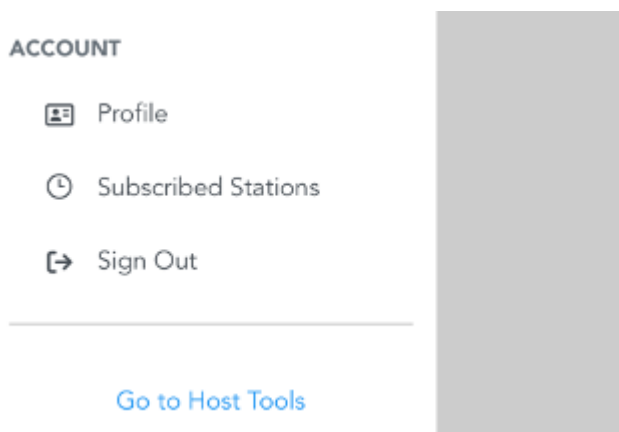 ACCOUNT
Profile
Subscribed Stations
Sign Out
Go to Host Tools